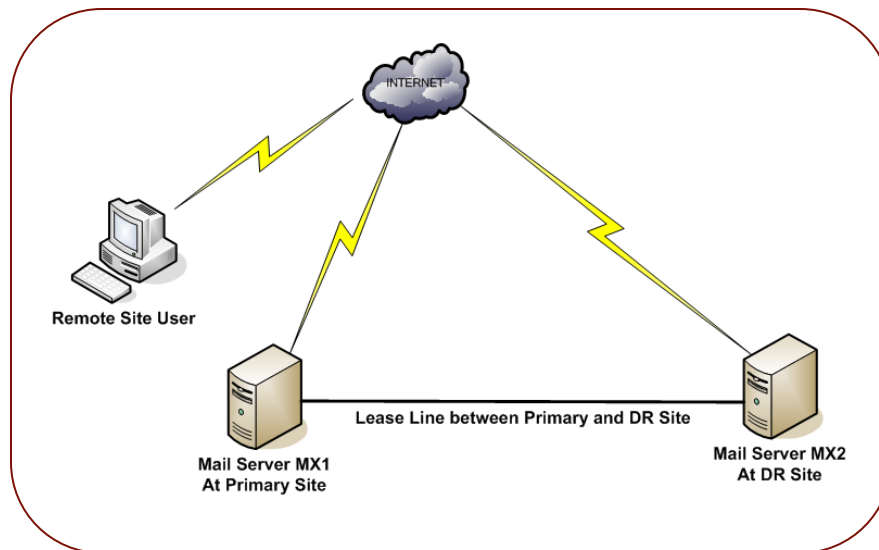 INTERNET
Remote Site User
Lease Line between Primary and DR Site
Mail Server MX1
At Primary Site
Mail Server MX2
At DR Site